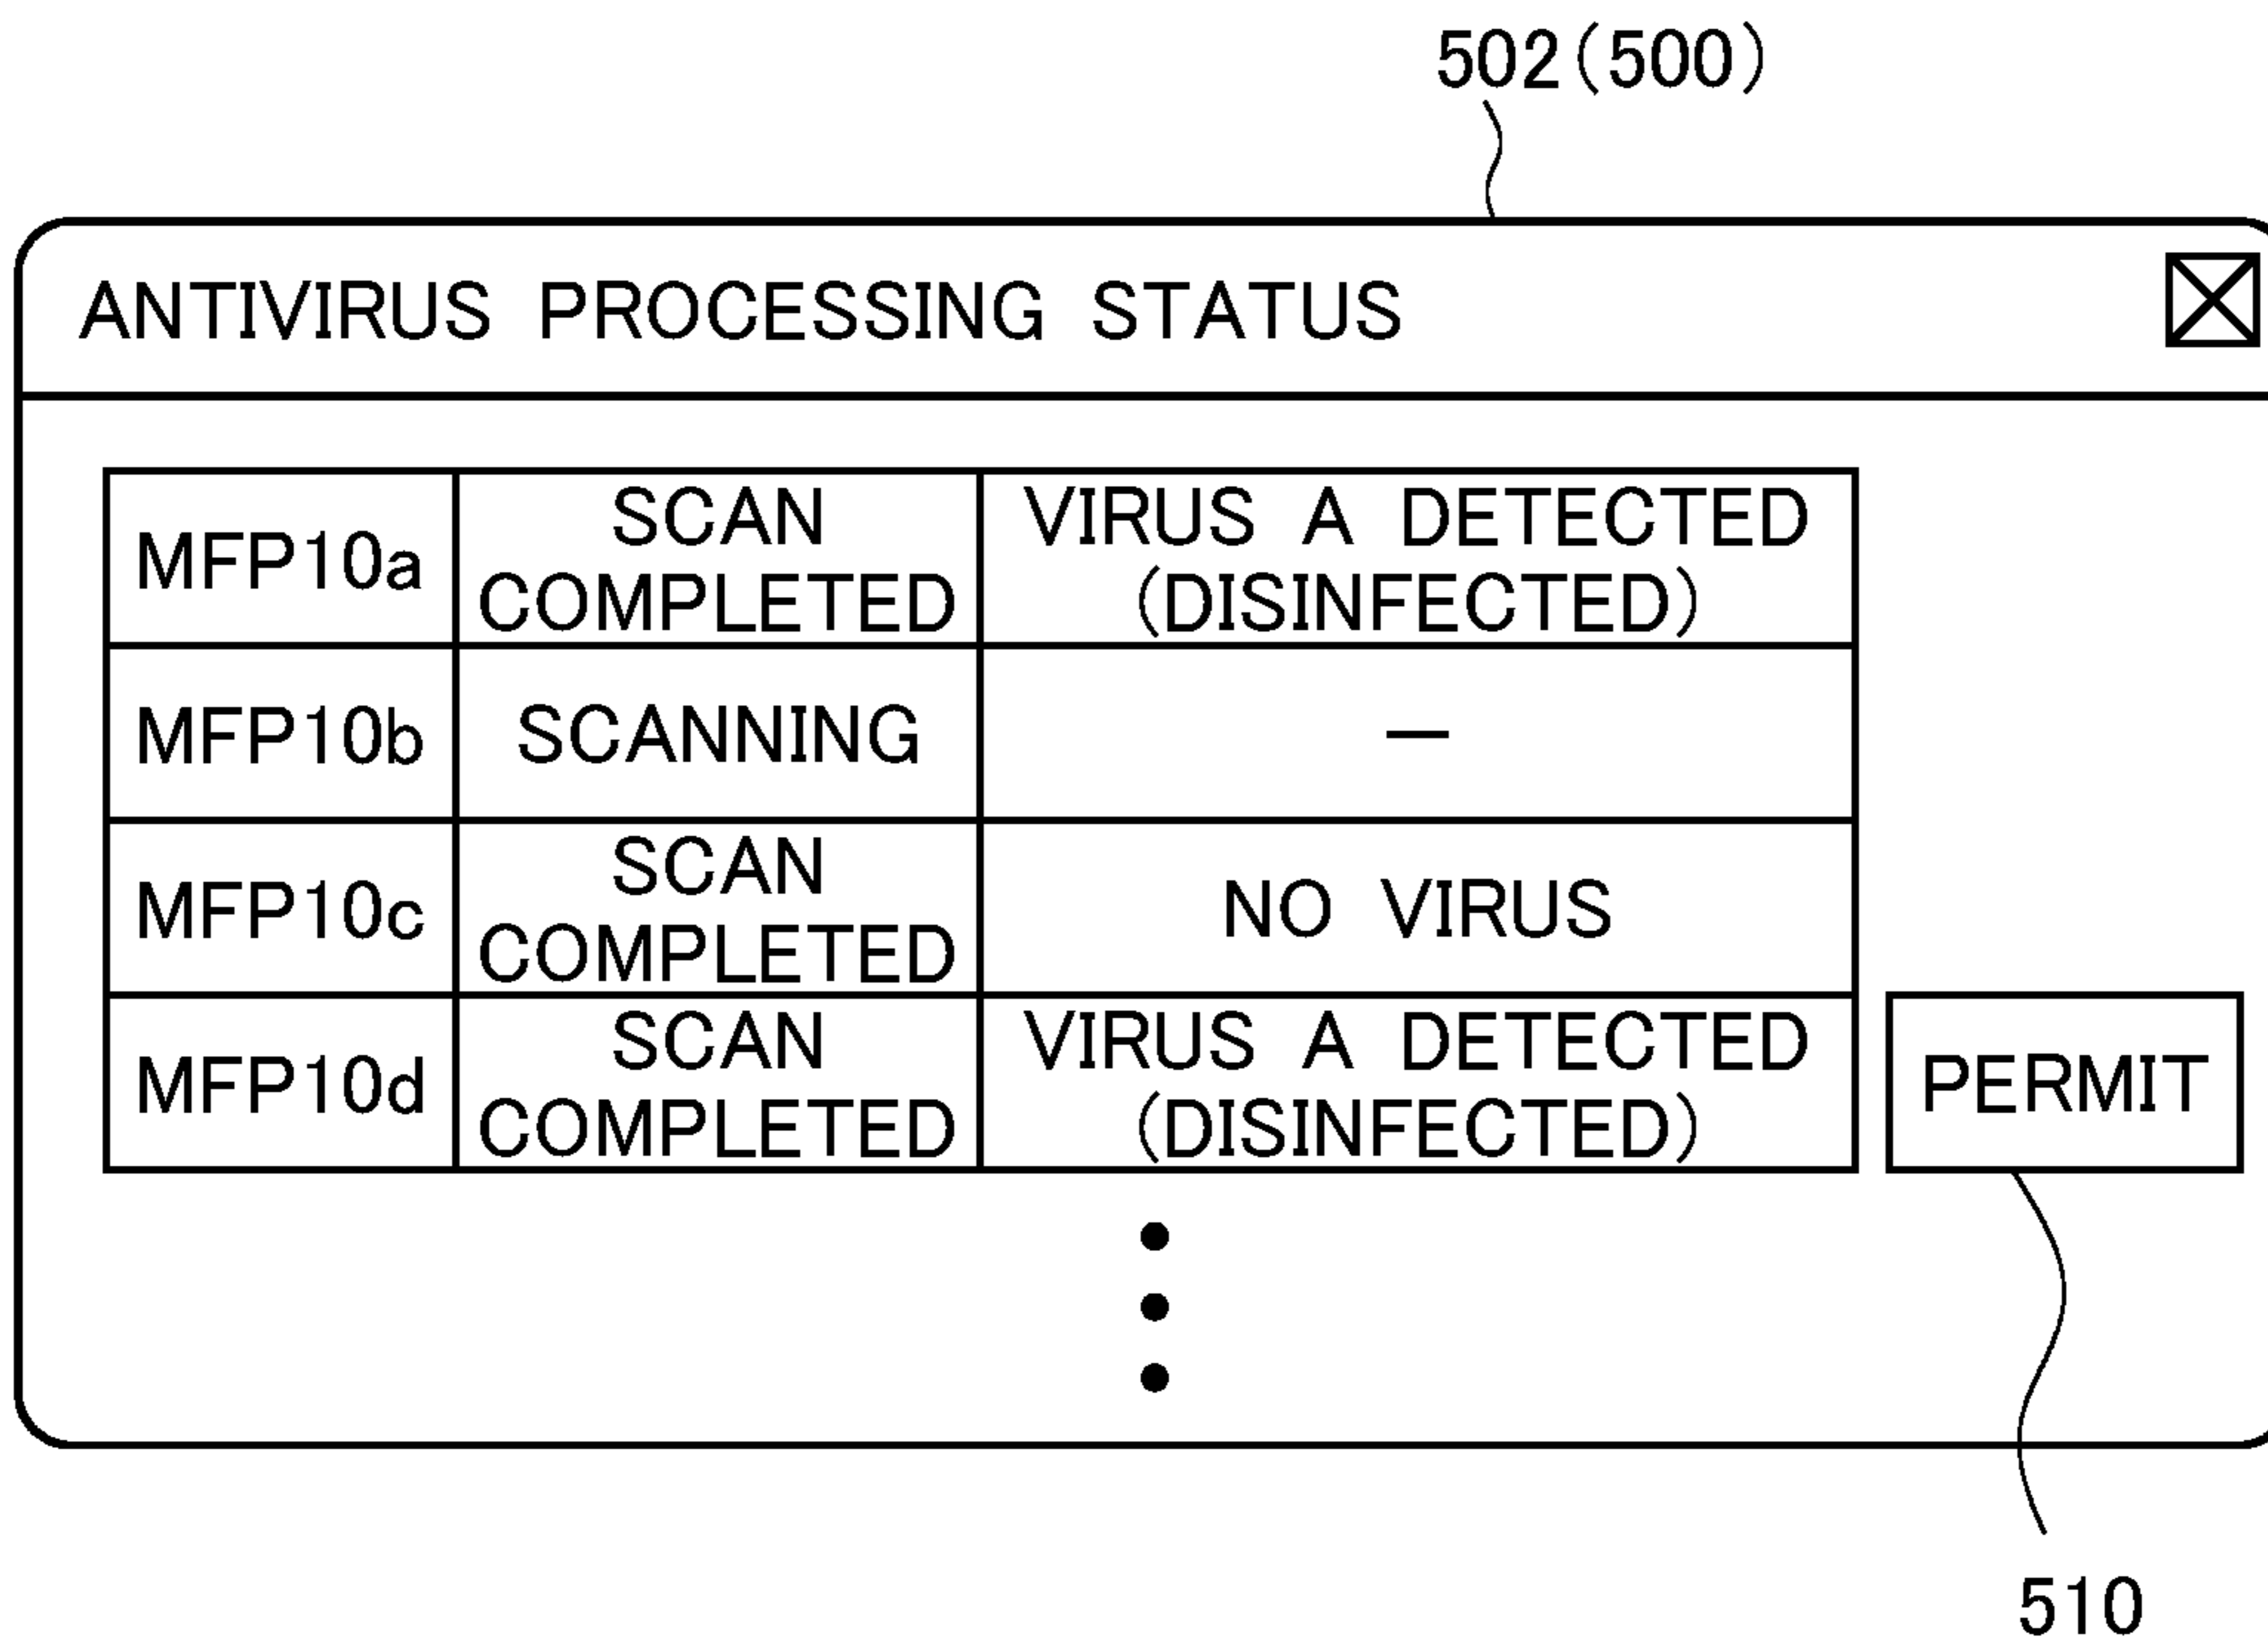 502(500)
ANTIVIRUS PROCESSING STATUS
MFP10a
SCAN
COMPLETED
VIRUS A DETECTED
(DISINFECTED)
MFP10b
SCANNING
—
MFP10c
SCAN
COMPLETED
NO VIRUS
MFP10d
SCAN
COMPLETED
VIRUS A DETECTED
(DISINFECTED)
PERMIT
510